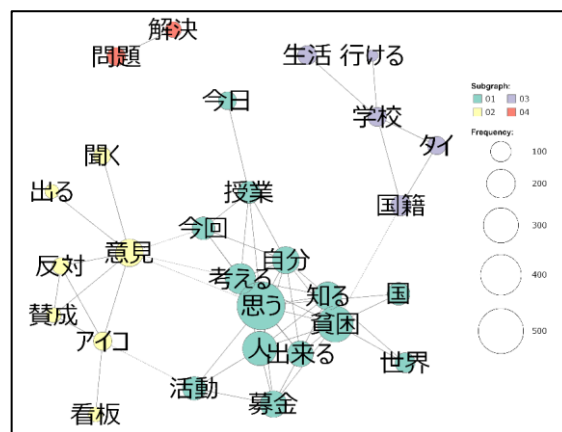 解決
問題
生活 行ける
今日
学校
タイ
聞く
出る
授業
国籍
今回
意見
反対
自分
考える
思う
知る
国
賛成
貧困
アイコ
人
出来る
世界
活動
募金
看板
Subgraph:
01 03
02 04
Frequency:
100
200
300
400
500